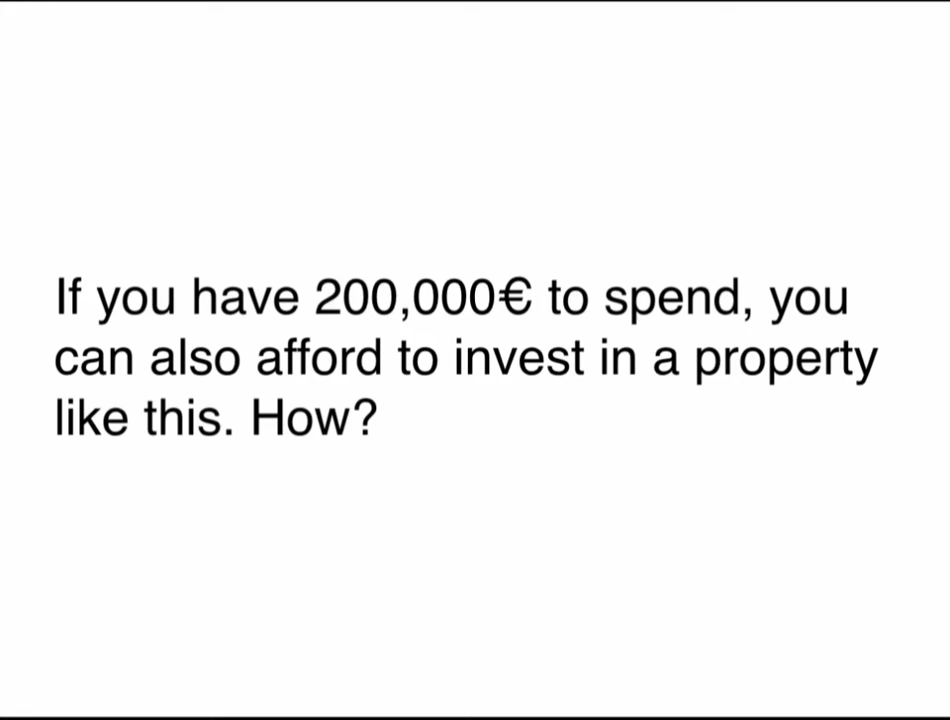 If you have 200,000€ to spend, you
can also afford to invest in a property
like this. How?